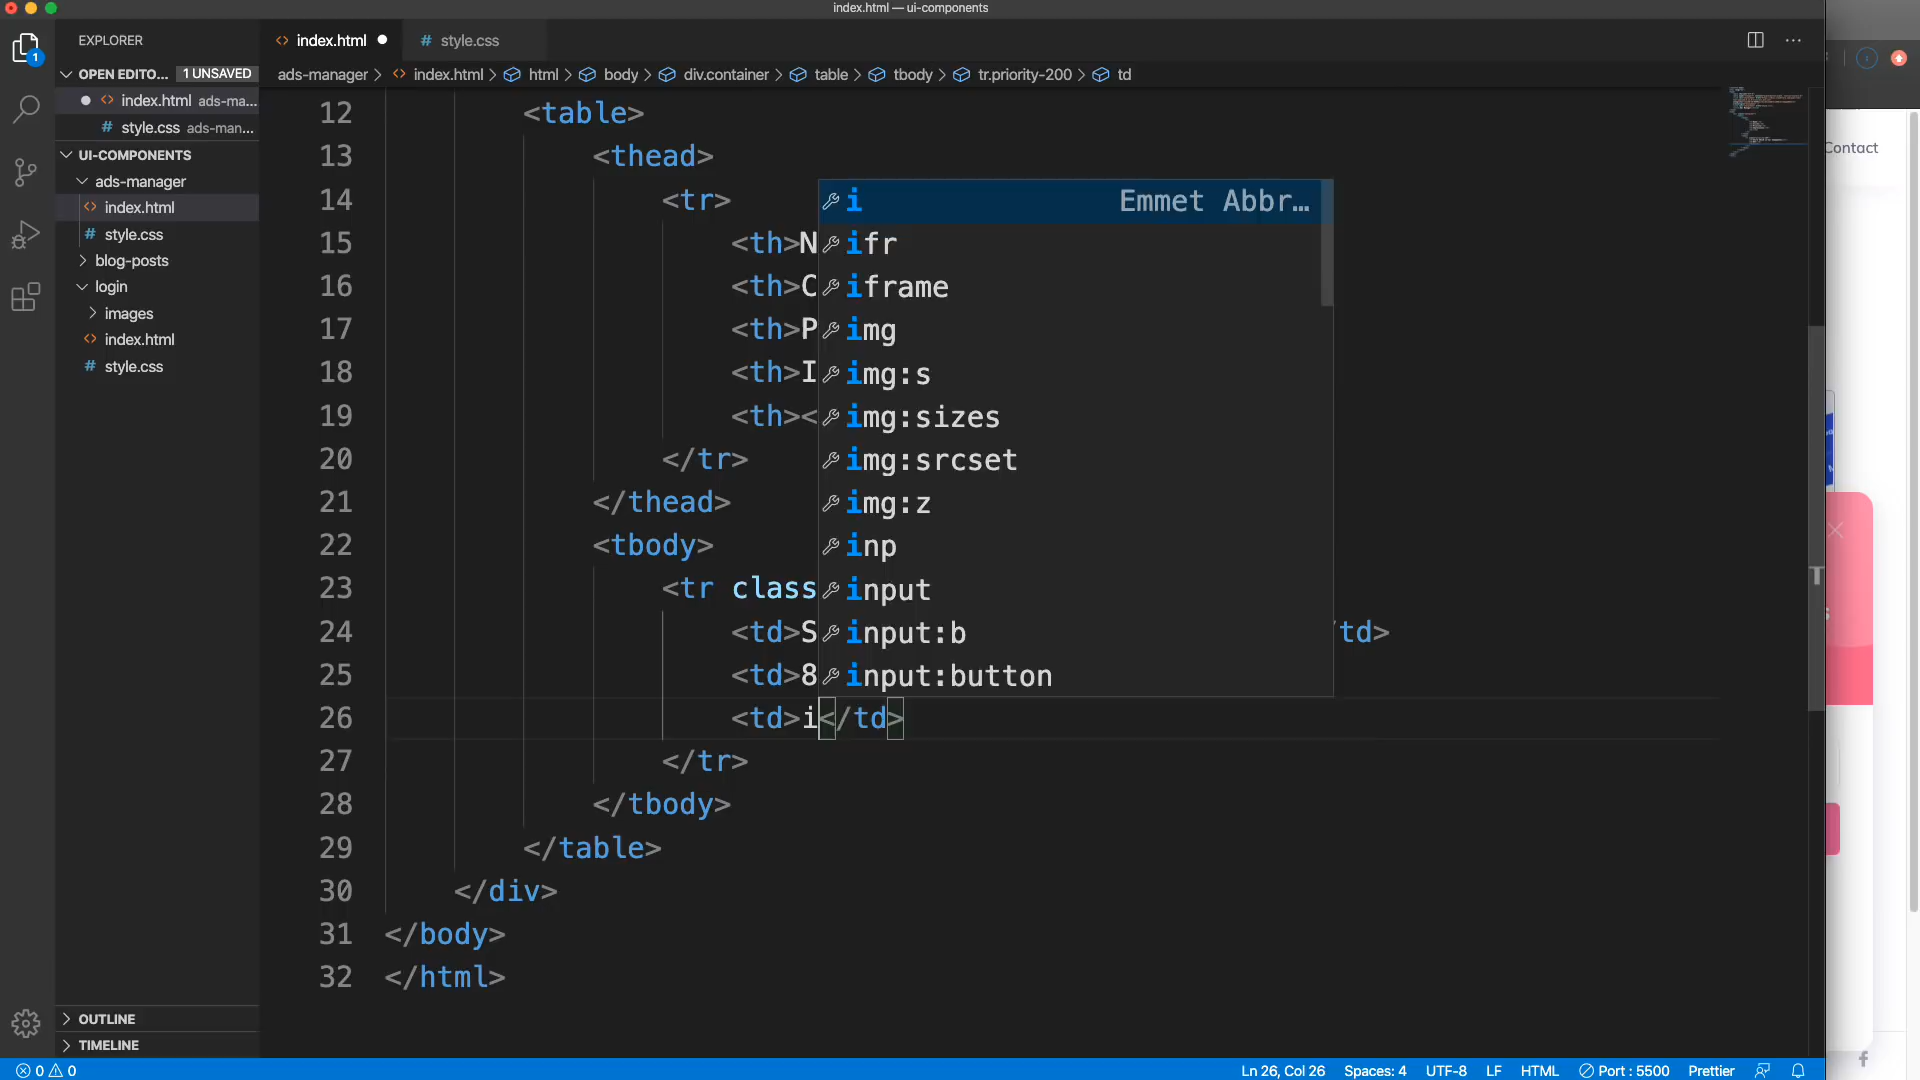 index.html — ui-components
EXPLORER
index.html
# style.css
OPEN EDITO... 1 UNSAVED
ads-manager > index.html > html > body > div.container > table > tbody > tr.priority-200 > td
index.html ads-ma...
# style.css ads-man...
UI-COMPONENTS
ads-manager
index.html
# style.css
blog-posts
login
images
index.html
# style.css
OUTLINE
TIMELINE
12 <table>
13 <thead>
14 <tr>
15 <th>N
16 <th>C
17 <th>P
18 <th>I
19 <th><
20 </tr>
21 </thead>
22 <tbody>
23 <tr class
24 <td>S /td>
25 <td>8
26 <td>i</td>
27 </tr>
28 </tbody>
29 </table>
30 </div>
31 </body>
32 </html>
i Emmet Abbr...
ifr
iframe
img
img:s
img:sizes
img:srcset
img:z
inp
input
input:b
input:button
Contact
T
1
0 0
Ln 26, Col 26 Spaces: 4 UTF-8 LF HTML Port : 5500 Prettier